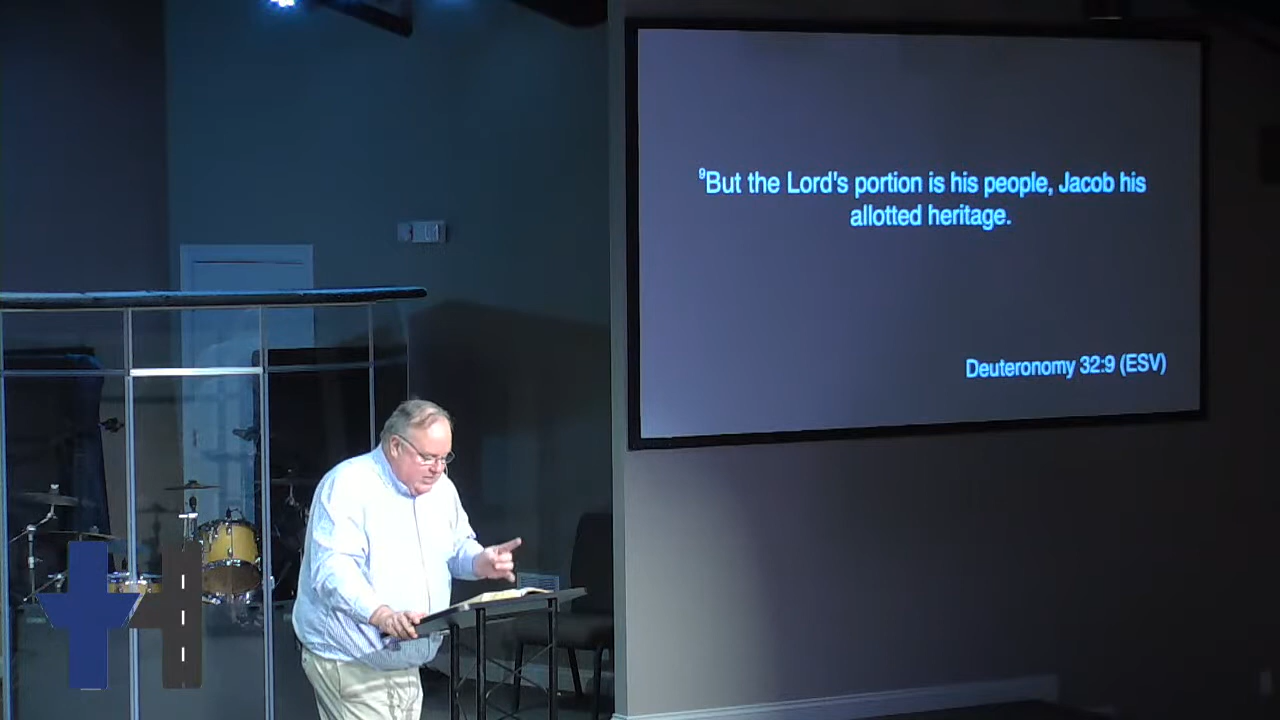 ⁹But the Lord's portion is his people, Jacob his
allotted heritage.
Deuteronomy 32:9 (ESV)